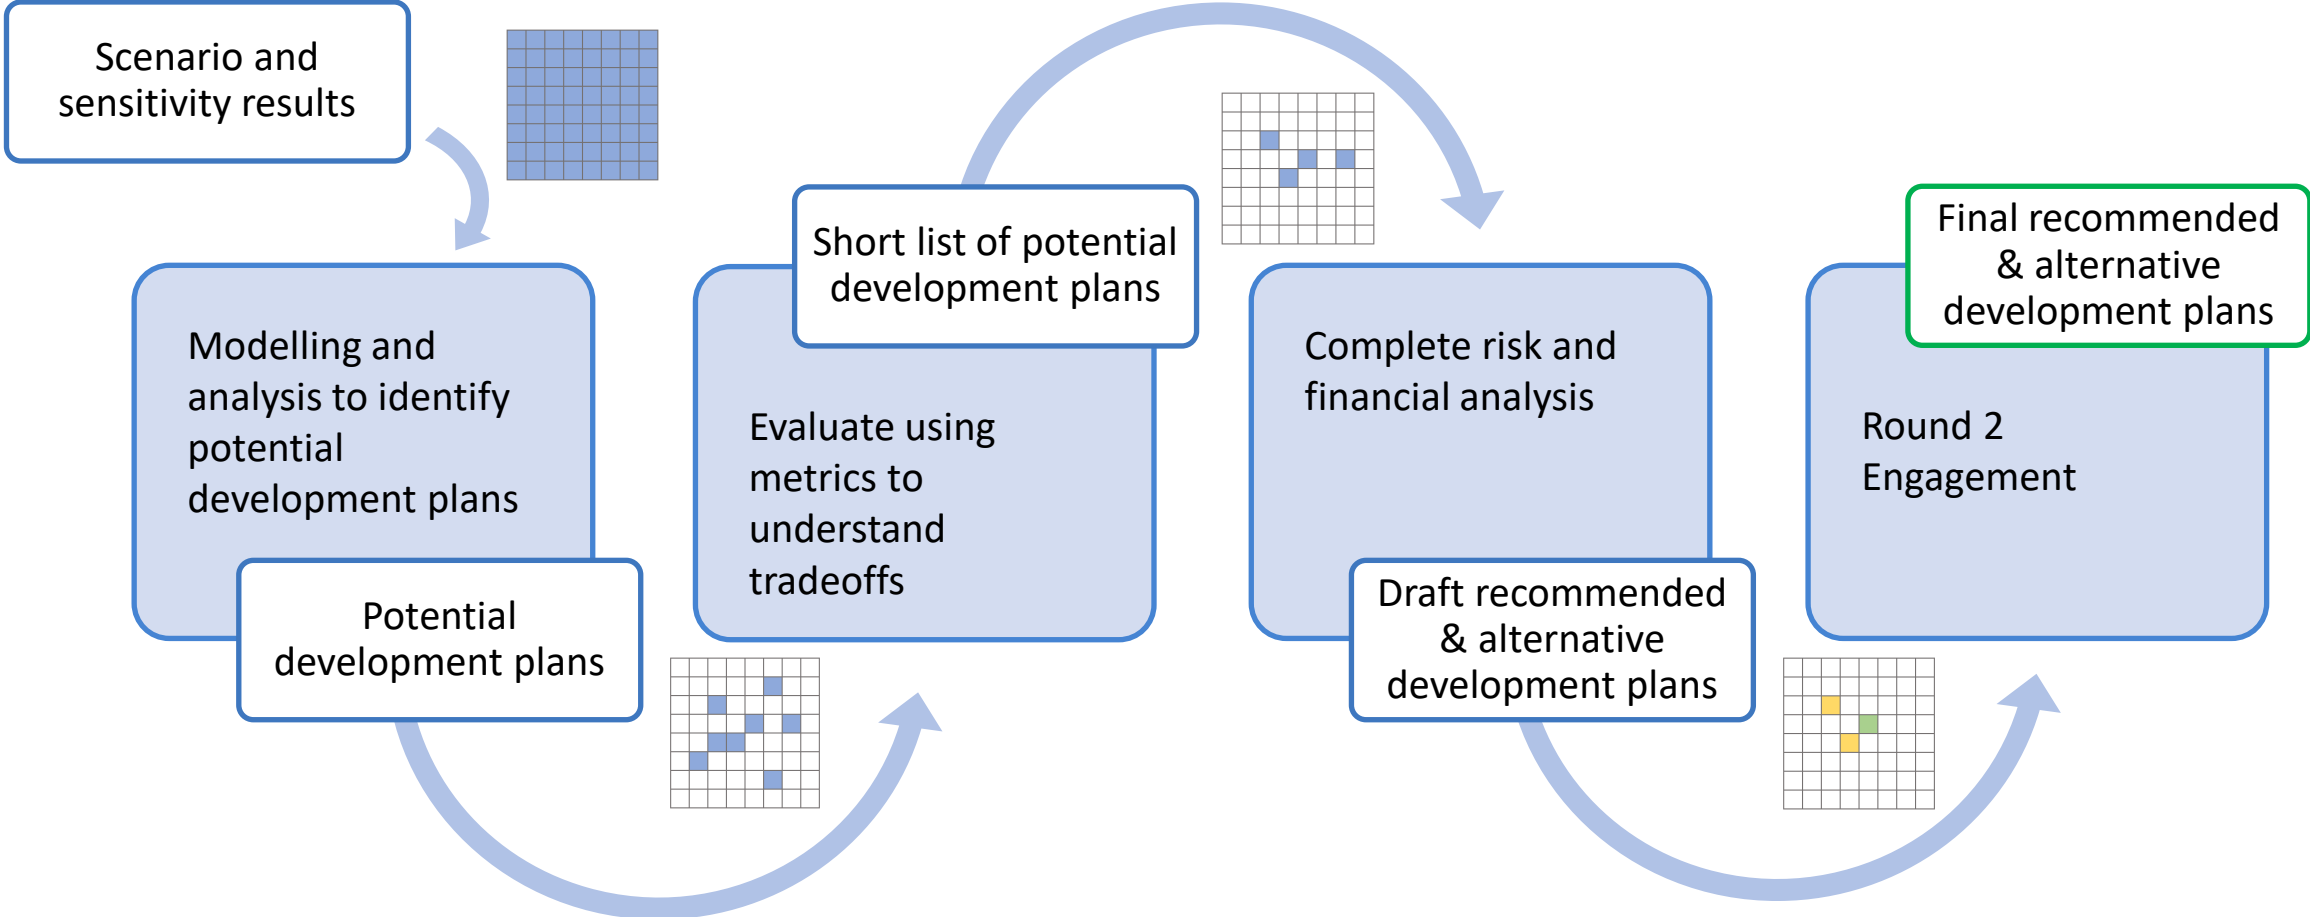 Scenario and
sensitivity results
Modelling and
analysis to identify
potential
development plans
Potential
development plans
Short list of potential
development plans
Evaluate using
metrics to
understand
tradeoffs
Complete risk and
financial analysis
Draft recommended
& alternative
development plans
Final recommended
& alternative
development plans
Round 2
Engagement